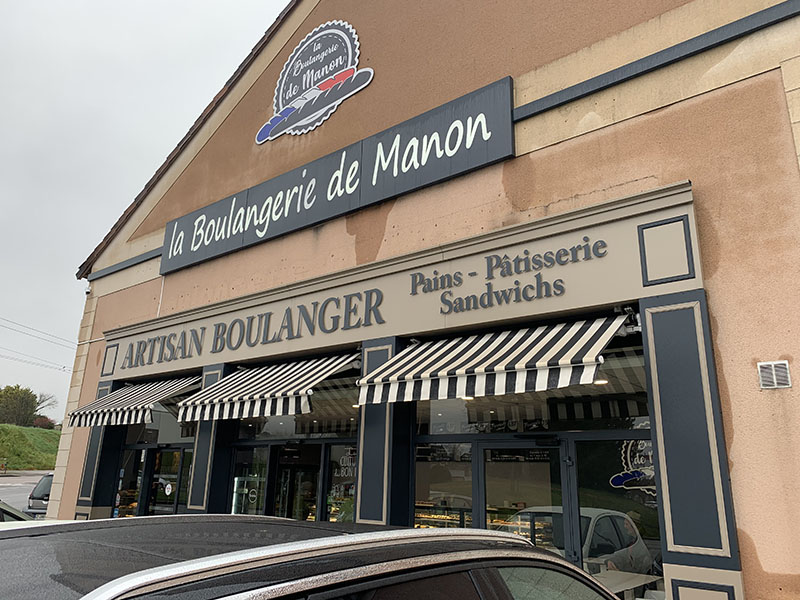 la
Boulangerie
de Manon
la Boulangerie de Manon
ARTISAN BOULANGER
Pains - Pâtisserie
Sandwichs